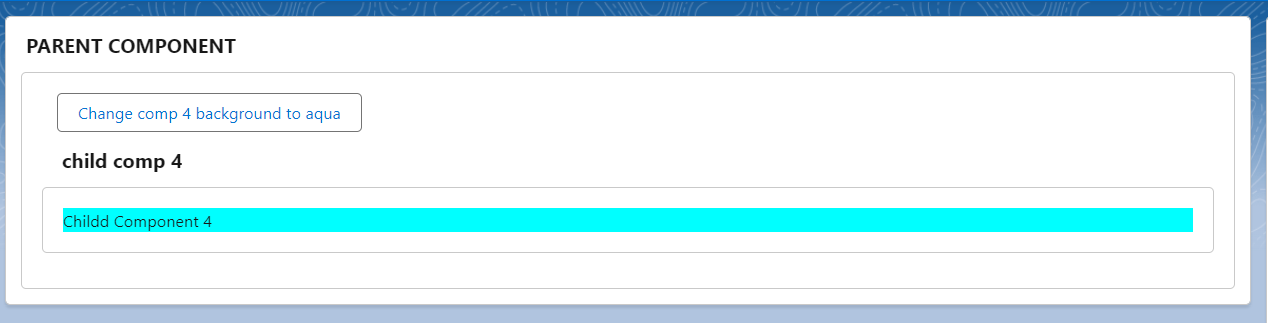 PARENT COMPONENT
Change comp 4 background to aqua
child comp 4
Childd Component 4